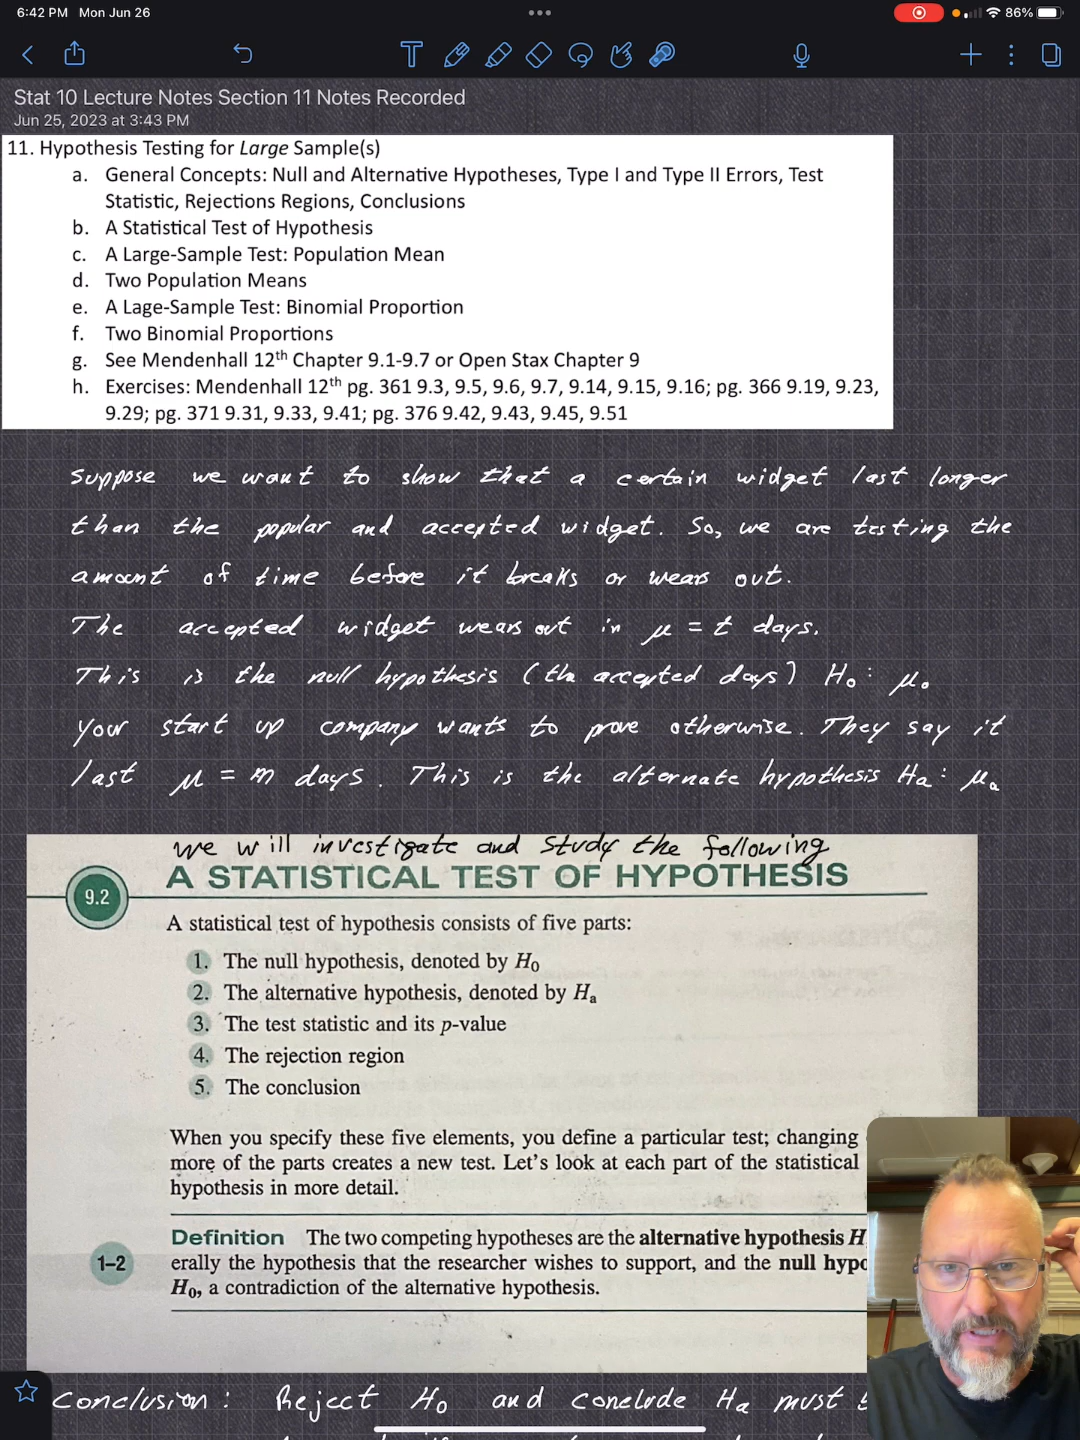 6:42 PM Mon Jun 26
86%
Stat 10 Lecture Notes Section 11 Notes Recorded
Jun 25, 2023 at 3:43 PM
11. Hypothesis Testing for Large Sample(s)
a. General Concepts: Null and Alternative Hypotheses, Type I and Type II Errors, Test
Statistic, Rejections Regions, Conclusions
b. A Statistical Test of Hypothesis
c. A Large-Sample Test: Population Mean
d. Two Population Means
e. A Lage-Sample Test: Binomial Proportion
f. Two Binomial Proportions
g. See Mendenhall 12th Chapter 9.1-9.7 or Open Stax Chapter 9
h. Exercises: Mendenhall 12th pg. 361 9.3, 9.5, 9.6, 9.7, 9.14, 9.15, 9.16; pg. 366 9.19, 9.23,
9.29; pg. 371 9.31, 9.33, 9.41; pg. 376 9.42, 9.43, 9.45, 9.51
Suppose we want to show that a certain widget last longer
than the popular and accepted widget. So, we are testing the
amount of time before it breaks or wears out.
The accepted widget wears out in μ = t days.
This is the null hypothesis (the accepted days) H₀: μ₀
Your start up company wants to prove otherwise. They say it
last μ = m days. This is the alternate hypothesis Ha: μa
we will investigate and study the following
9.2 A STATISTICAL TEST OF HYPOTHESIS
A statistical test of hypothesis consists of five parts:
1. The null hypothesis, denoted by H₀
2. The alternative hypothesis, denoted by Hₐ
3. The test statistic and its p-value
4. The rejection region
5. The conclusion
When you specify these five elements, you define a particular test; changing
more of the parts creates a new test. Let's look at each part of the statistical
hypothesis in more detail.
Definition The two competing hypotheses are the alternative hypothesis H
1–2 erally the hypothesis that the researcher wishes to support, and the null hypo
H₀, a contradiction of the alternative hypothesis.
Conclusion: Reject H₀ and conclude Ha must